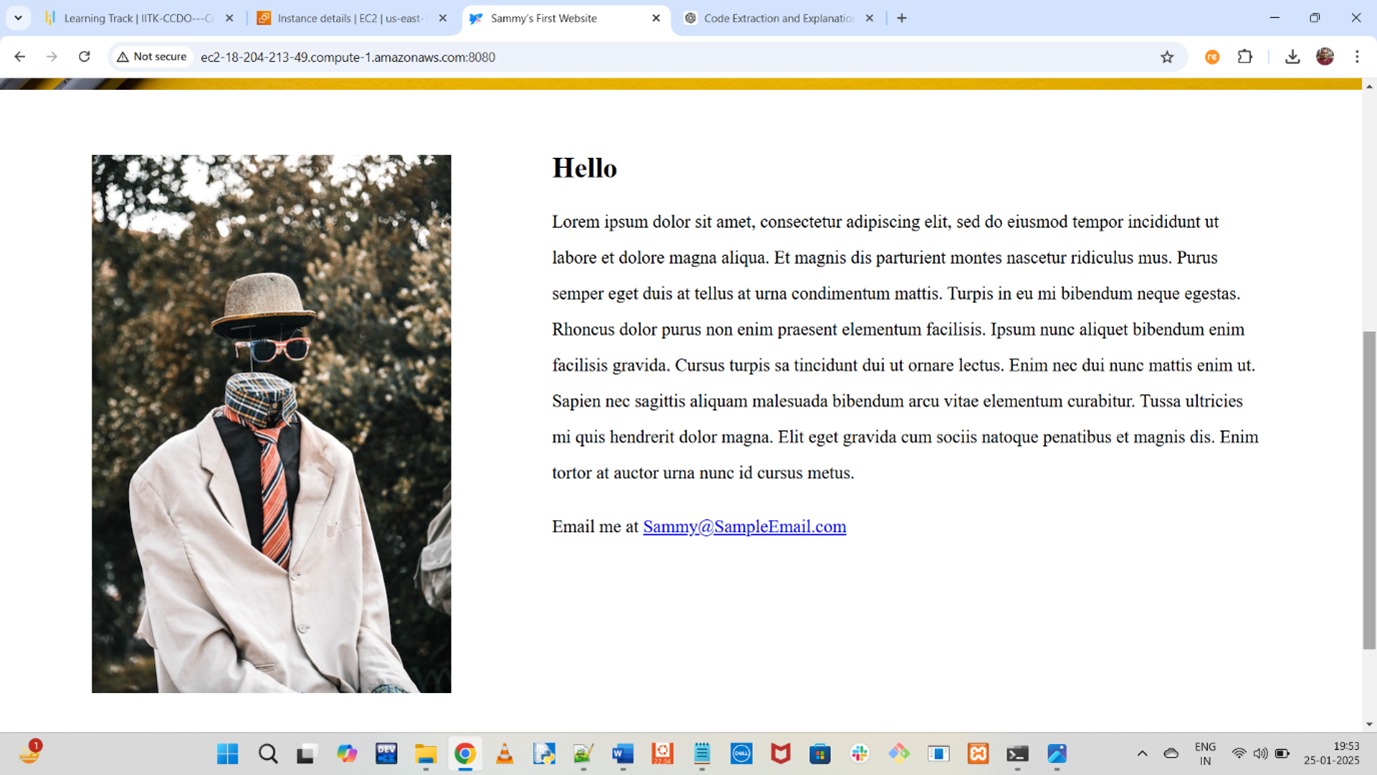 Learning Track | IITK-CCDO---C
Instance details | EC2 | us-east-1
Sammy's First Website
Code Extraction and Explanation
Not secure
ec2-18-204-213-49.compute-1.amazonaws.com:8080
re
Hello
Lorem ipsum dolor sit amet, consectetur adipiscing elit, sed do eiusmod tempor incididunt ut
labore et dolore magna aliqua. Et magnis dis parturient montes nascetur ridiculus mus. Purus
semper eget duis at tellus at urna condimentum mattis. Turpis in eu mi bibendum neque egestas.
Rhoncus dolor purus non enim praesent elementum facilisis. Ipsum nunc aliquet bibendum enim
facilisis gravida. Cursus turpis sa tincidunt dui ut ornare lectus. Enim nec dui nunc mattis enim ut.
Sapien nec sagittis aliquam malesuada bibendum arcu vitae elementum curabitur. Tussa ultricies
mi quis hendrerit dolor magna. Elit eget gravida cum sociis natoque penatibus et magnis dis. Enim
tortor at auctor urna nunc id cursus metus.
Email me at Sammy@SampleEmail.com
1
DEV
22.04
DELL
ENG
IN
19:53
25-01-2025